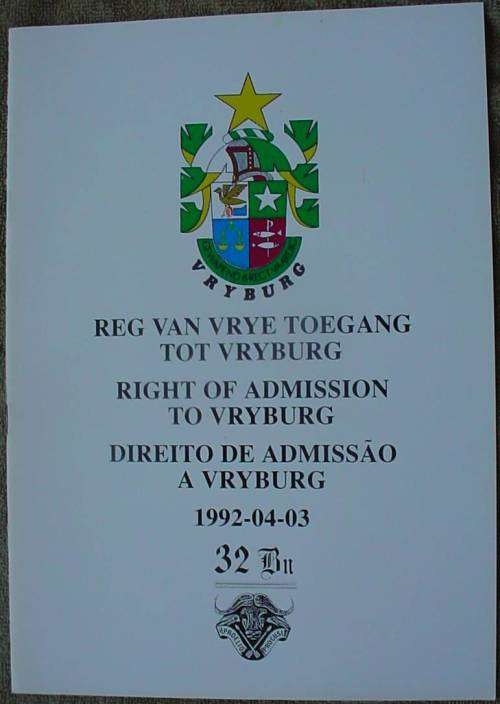 VRYBURG
REG VAN VRYE TOEGANG
TOT VRYBURG
RIGHT OF ADMISSION
TO VRYBURG
DIREITO DE ADMISSÃO
A VRYBURG
1992-04-03
32 Bn